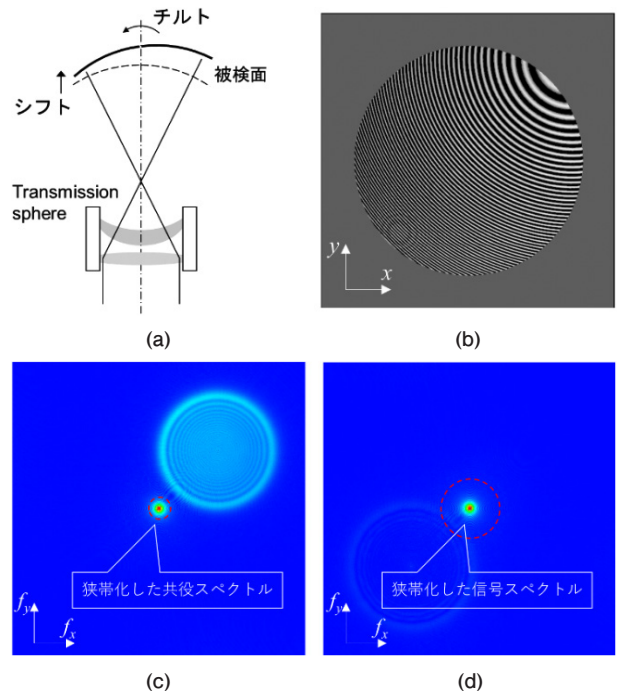 チルト
シフト
被検面
Transmission
sphere
(a)
y
x
(b)
狭帯化した共役スペクトル
fy
fx
(c)
狭帯化した信号スペクトル
fy
fx
(d)